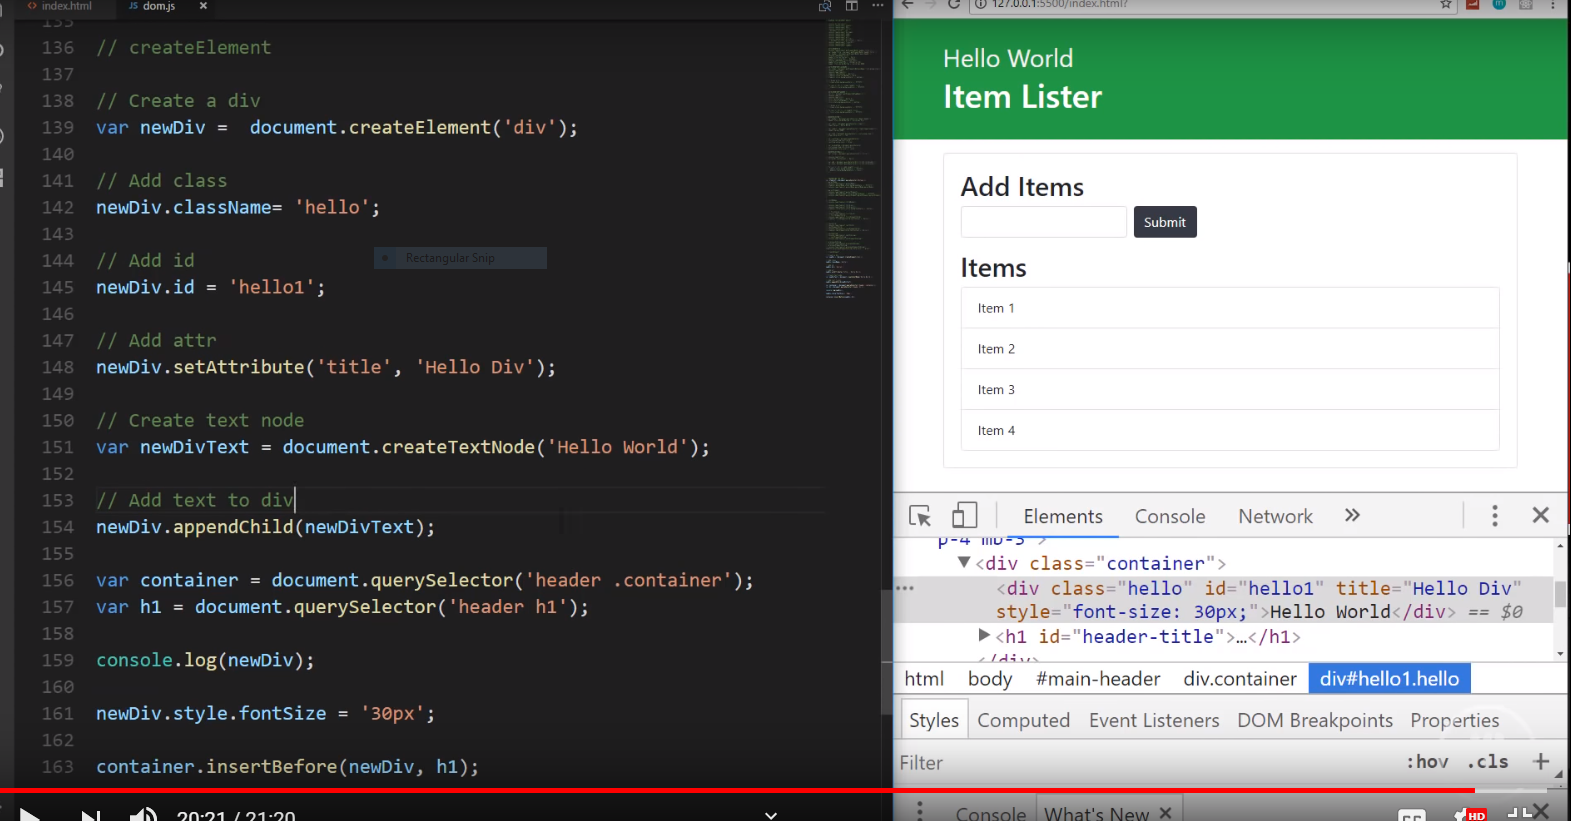 index.html
JS dom.js ×
135
136 // createElement
137
138 // Create a div
139 var newDiv =  document.createElement('div');
140
141 // Add class
142 newDiv.className= 'hello';
143
144 // Add id
Rectangular Snip
145 newDiv.id = 'hello1';
146
147 // Add attr
148 newDiv.setAttribute('title', 'Hello Div');
149
150 // Create text node
151 var newDivText = document.createTextNode('Hello World');
152
153 // Add text to div
154 newDiv.appendChild(newDivText);
155
156 var container = document.querySelector('header .container');
157 var h1 = document.querySelector('header h1');
158
159 console.log(newDiv);
160
161 newDiv.style.fontSize = '30px';
162
163 container.insertBefore(newDiv, h1);
20:21 / 21:20
127.0.0.1:5500/index.html?
Hello World
Item Lister
Add Items
Submit
Items
Item 1
Item 2
Item 3
Item 4
Elements Console Network »
p-4 mb-3">
<div class="container">
<div class="hello" id="hello1" title="Hello Div"
style="font-size: 30px;">Hello World</div> == $0
<h1 id="header-title">…</h1>
</div>
html body #main-header div.container div#hello1.hello
Styles Computed Event Listeners DOM Breakpoints Properties
Filter :hov .cls +
Console What's New ×
CC HD